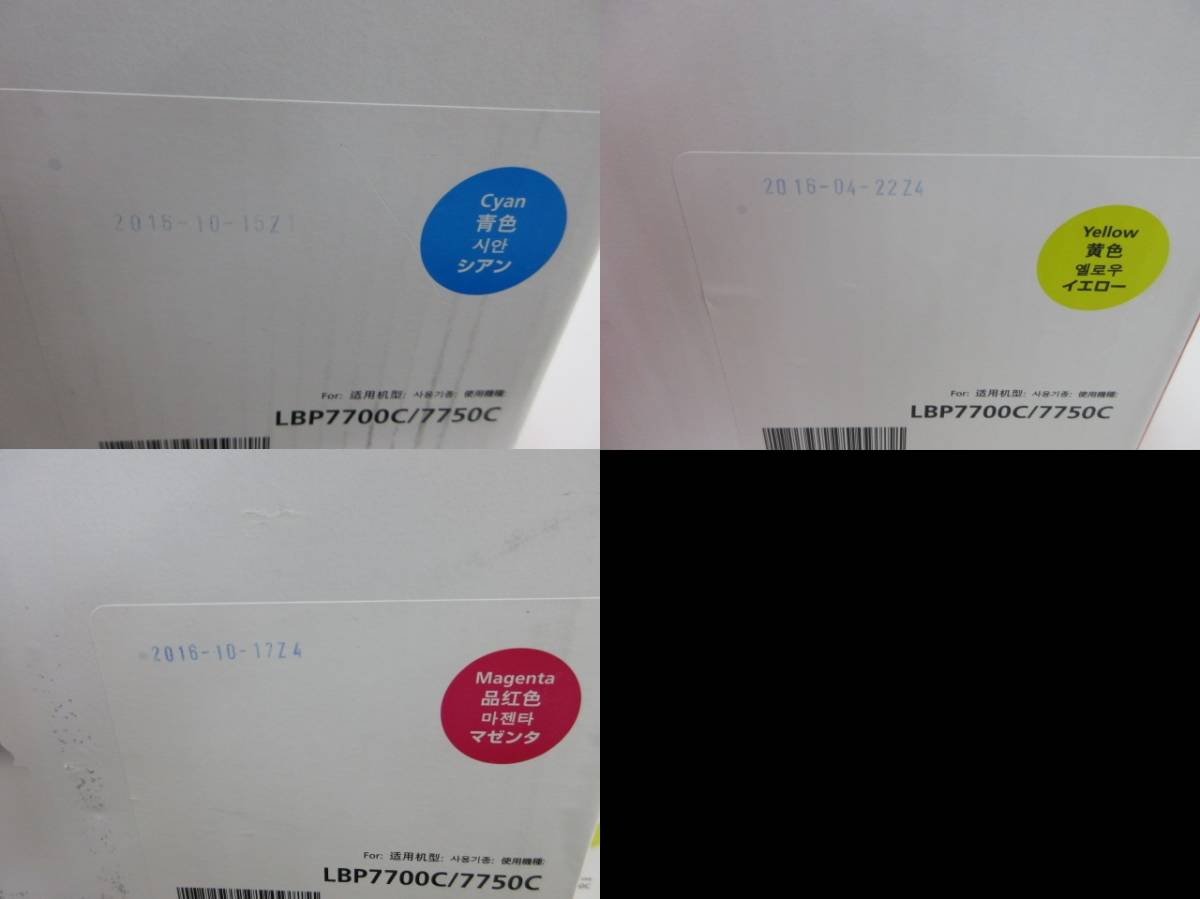 2016-10-15Z1
Cyan
青色
시안
シアン
For: 适用机型: 사용기종: 使用機種:
LBP7700C/7750C
2016-04-22Z4
Yellow
黄色
옐로우
イエロー
For: 适用机型: 사용기종: 使用機種:
LBP7700C/7750C
2016-10-17Z4
Magenta
品红色
마젠타
マゼンタ
For: 适用机型: 사용기종: 使用機種:
LBP7700C/7750C